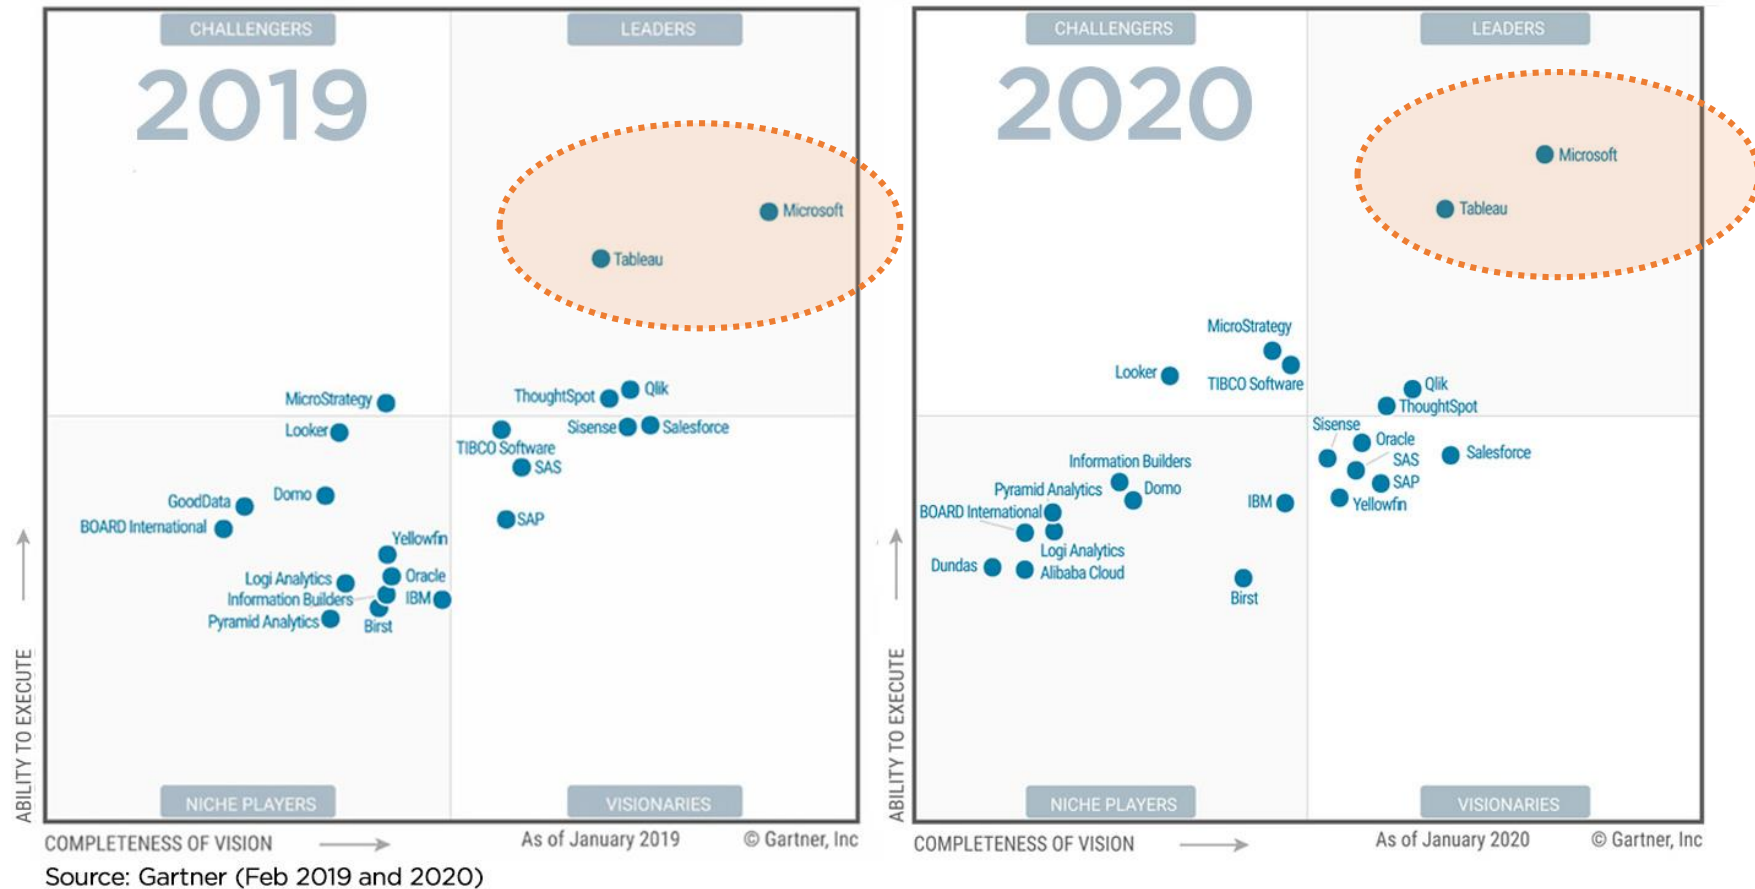 CHALLENGERS
LEADERS
2019
Microsoft
Tableau
MicroStrategy
ThoughtSpot
Qlik
Looker
Sisense
Salesforce
TIBCO Software
SAS
GoodData
Domo
BOARD International
SAP
Yellowfin
Logi Analytics
Oracle
Information Builders
IBM
Pyramid Analytics
Birst
NICHE PLAYERS
VISIONARIES
ABILITY TO EXECUTE
COMPLETENESS OF VISION
As of January 2019
© Gartner, Inc
CHALLENGERS
LEADERS
2020
Microsoft
Tableau
MicroStrategy
Looker
TIBCO Software
Qlik
ThoughtSpot
Sisense
Oracle
Salesforce
SAS
Information Builders
SAP
Pyramid Analytics
Domo
IBM
Yellowfin
BOARD International
Logi Analytics
Dundas
Alibaba Cloud
Birst
NICHE PLAYERS
VISIONARIES
ABILITY TO EXECUTE
COMPLETENESS OF VISION
As of January 2020
© Gartner, Inc
Source: Gartner (Feb 2019 and 2020)